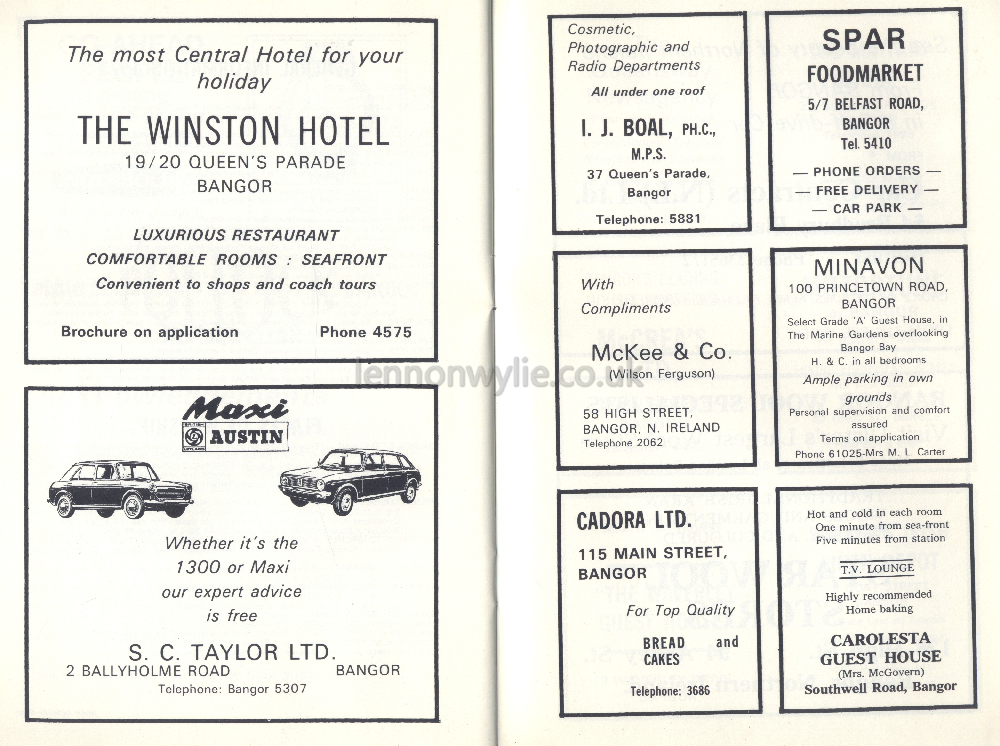 The most Central Hotel for your
holiday
THE WINSTON HOTEL
19/20 QUEEN'S PARADE
BANGOR
LUXURIOUS RESTAURANT
COMFORTABLE ROOMS : SEAFRONT
Convenient to shops and coach tours
Brochure on application Phone 4575
Maxi
AUSTIN
Whether it's the
1300 or Maxi
our expert advice
is free
S. C. TAYLOR LTD.
2 BALLYHOLME ROAD BANGOR
Telephone: Bangor 5307
Cosmetic,
Photographic and
Radio Departments
All under one roof
I. J. BOAL, PH.C.,
M.P.S.
37 Queen's Parade,
Bangor
Telephone: 5881
SPAR
FOODMARKET
5/7 BELFAST ROAD,
BANGOR
Tel. 5410
— PHONE ORDERS —
— FREE DELIVERY —
— CAR PARK —
With
Compliments
McKee & Co.
(Wilson Ferguson)
58 HIGH STREET,
BANGOR, N. IRELAND
Telephone 2062
MINAVON
100 PRINCETOWN ROAD,
BANGOR
Select Grade 'A' Guest House, in
The Marine Gardens overlooking
Bangor Bay
H. & C. in all bedrooms
Ample parking in own
grounds
Personal supervision and comfort
assured
Terms on application
Phone 61025-Mrs M. L. Carter
CADORA LTD.
115 MAIN STREET,
BANGOR
For Top Quality
BREAD and
CAKES
Telephone: 3686
Hot and cold in each room
One minute from sea-front
Five minutes from station
T.V. LOUNGE
Highly recommended
Home baking
CAROLESTA
GUEST HOUSE
(Mrs. McGovern)
Southwell Road, Bangor
lennonwylie.co.uk